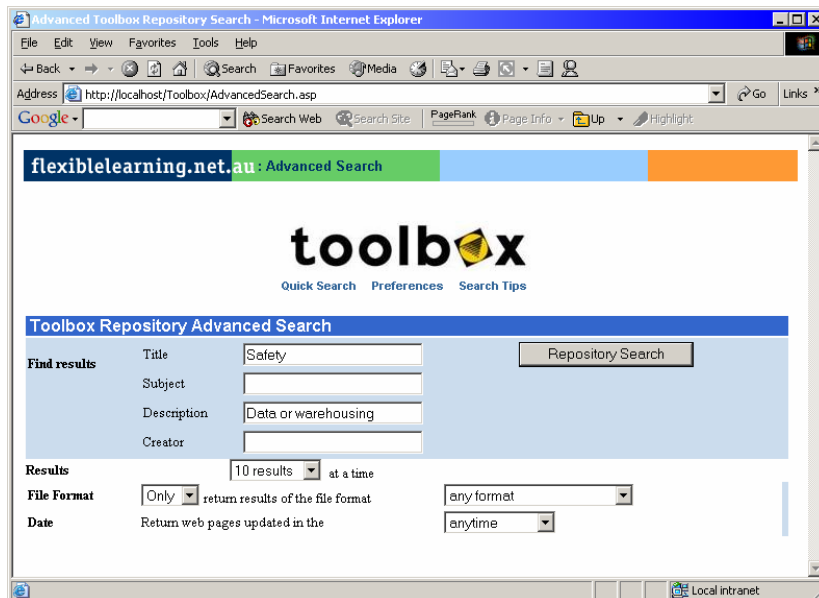 Advanced Toolbox Repository Search - Microsoft Internet Explorer
File Edit View Favorites Tools Help
Back Search Favorites Media
Address http://localhost/Toolbox/AdvancedSearch.asp Go Links »
Google Search Web Search Site PageRank Page Info Up Highlight
flexiblelearning.net.au : Advanced Search
toolbox
Quick Search Preferences Search Tips
Toolbox Repository Advanced Search
Find results Title Safety Repository Search
Subject
Description Data or warehousing
Creator
Results 10 results at a time
File Format Only return results of the file format any format
Date Return web pages updated in the anytime
Local intranet